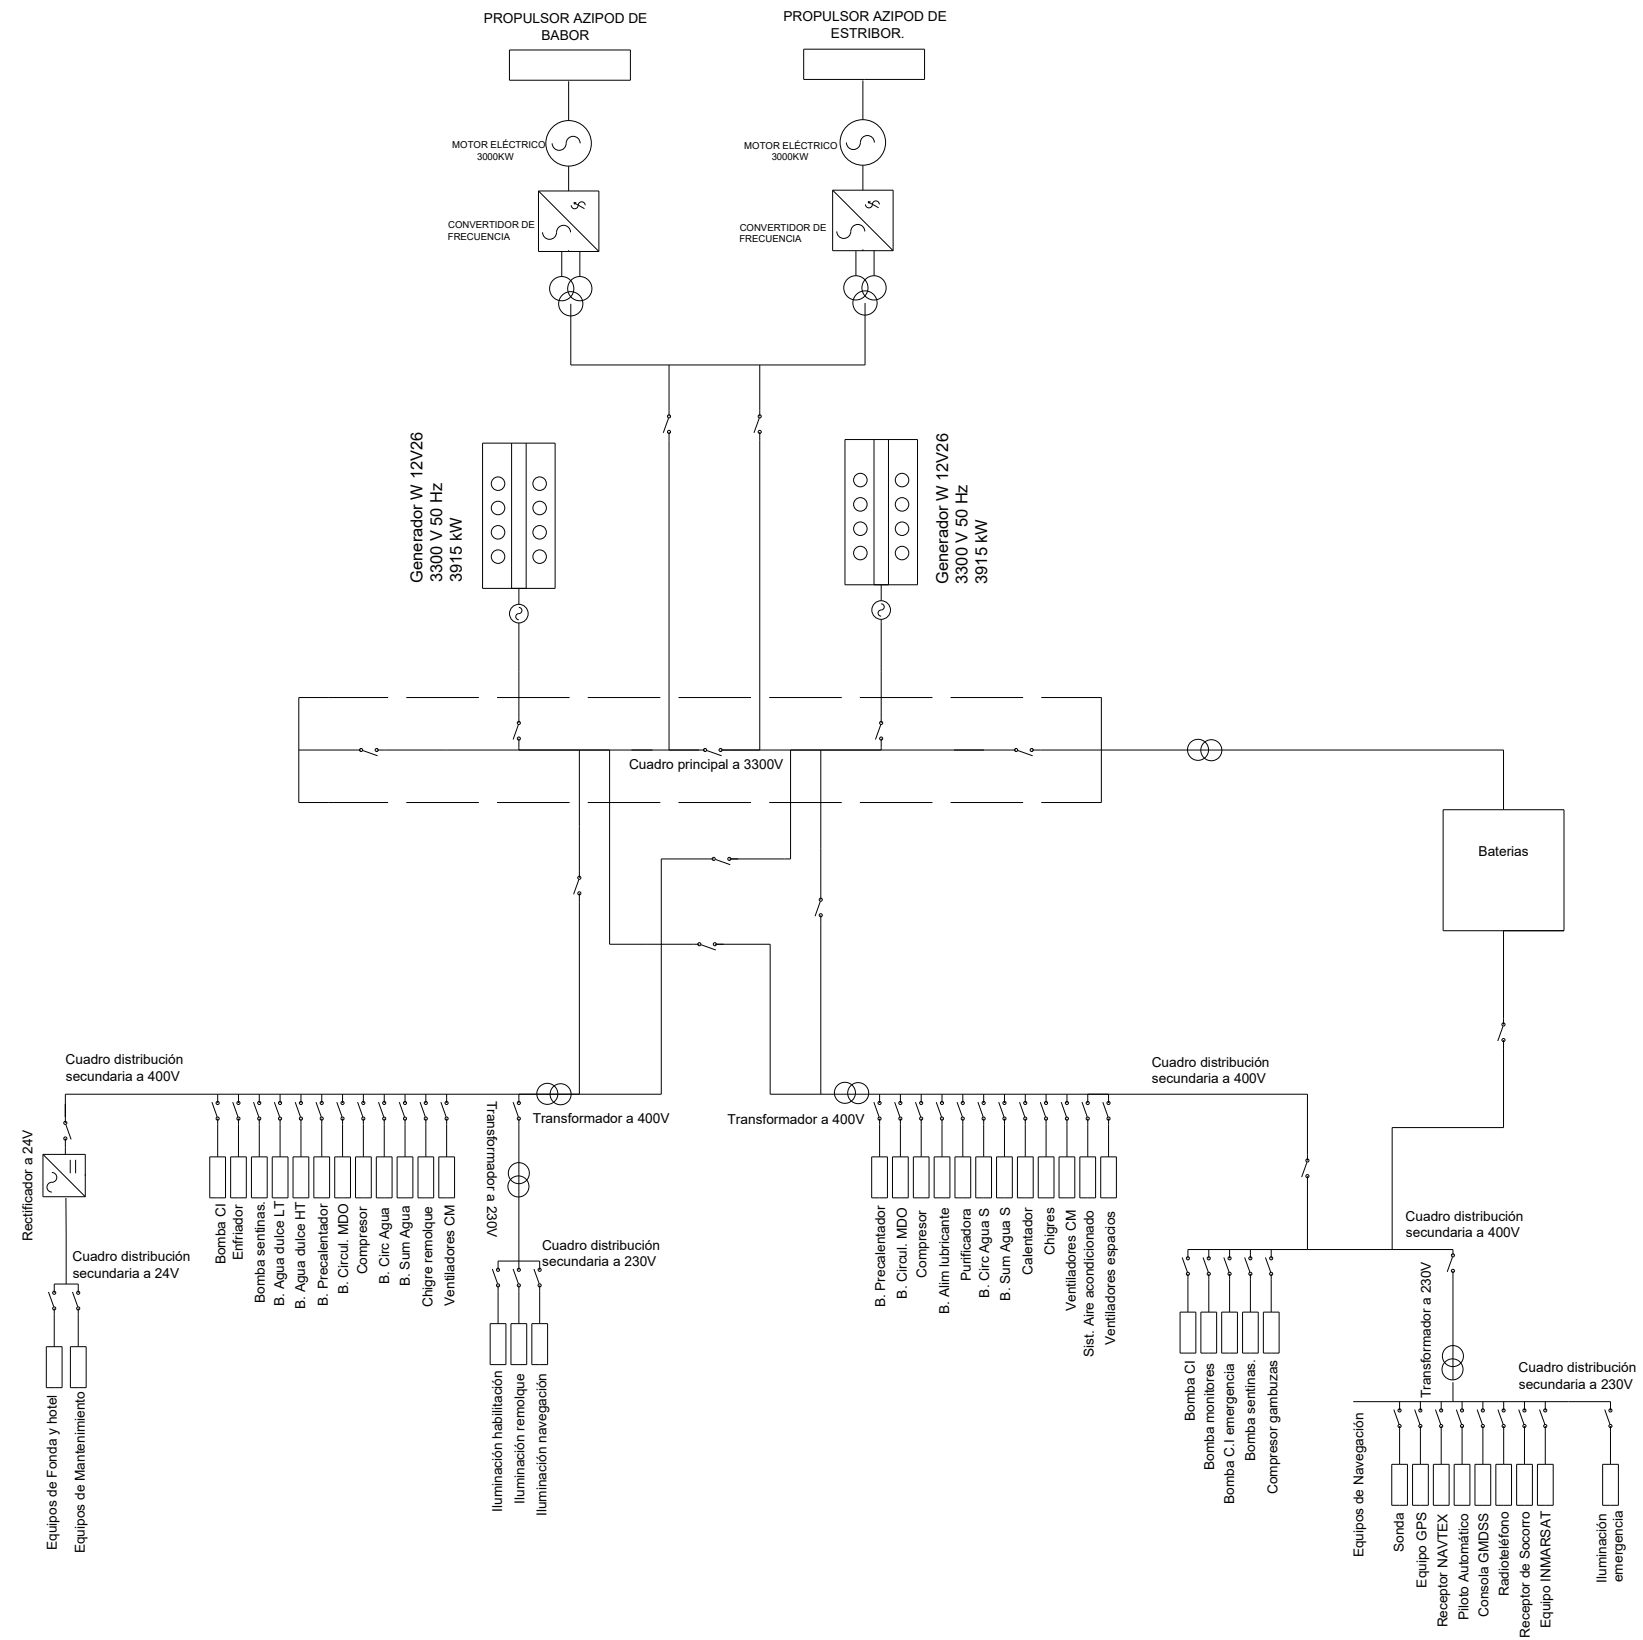 PROPULSOR AZIPOD DE
BABOR
PROPULSOR AZIPOD DE
ESTRIBOR.
MOTOR ELÉCTRICO
3000KW
MOTOR ELÉCTRICO
3000KW
CONVERTIDOR DE
FRECUENCIA
CONVERTIDOR DE
FRECUENCIA
Generador W 12V26
3300 V 50 Hz
3915 kW
Generador W 12V26
3300 V 50 Hz
3915 kW
Cuadro principal a 3300V
Baterias
Cuadro distribución
secundaria a 400V
Transformador a 400V
Transformador a 400V
Cuadro distribución
secundaria a 400V
Rectificador a 24V
Cuadro distribución
secundaria a 24V
Equipos de Fonda y hotel
Equipos de Mantenimiento
Bomba CI
Enfriador
Bomba sentinas.
B. Agua dulce LT
B. Agua dulce HT
B. Precalentador
B. Circul. MDO
Compresor
B. Circ Agua
B. Sum Agua
Chigre remolque
Ventiladores CM
Transformador a 230V
Cuadro distribución
secundaria a 230V
Iluminación habilitación
Iluminación remolque
Iluminación navegación
B. Precalentador
B. Circul. MDO
Compresor
B. Alim lubricante
Purificadora
B. Circ Agua S
B. Sum Agua S
Calentador
Chigres
Ventiladores CM
Sist. Aire acondicionado
Ventiladores espacios
Cuadro distribución
secundaria a 400V
Bomba CI
Bomba monitores
Bomba C.I emergencia
Bomba sentinas.
Compresor gambuzas
Transformador a 230V
Cuadro distribución
secundaria a 230V
Equipos de Navegación
Sonda
Equipo GPS
Receptor NAVTEX
Piloto Automático
Consola GMDSS
Radioteléfono
Receptor de Socorro
Equipo INMARSAT
Iluminación
emergencia